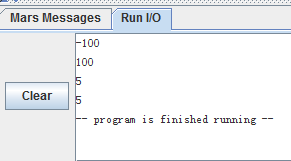 Mars Messages Run I/O
-100
100
5
Clear
5
-- program is finished running --